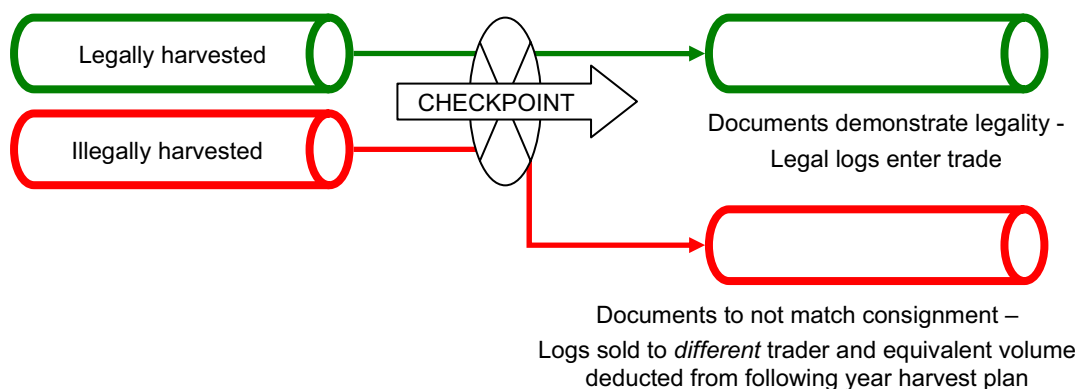 Legally harvested
CHECKPOINT
Illegally harvested
Documents demonstrate legality -
Legal logs enter trade
Documents to not match consignment –
Logs sold to different trader and equivalent volume
deducted from following year harvest plan